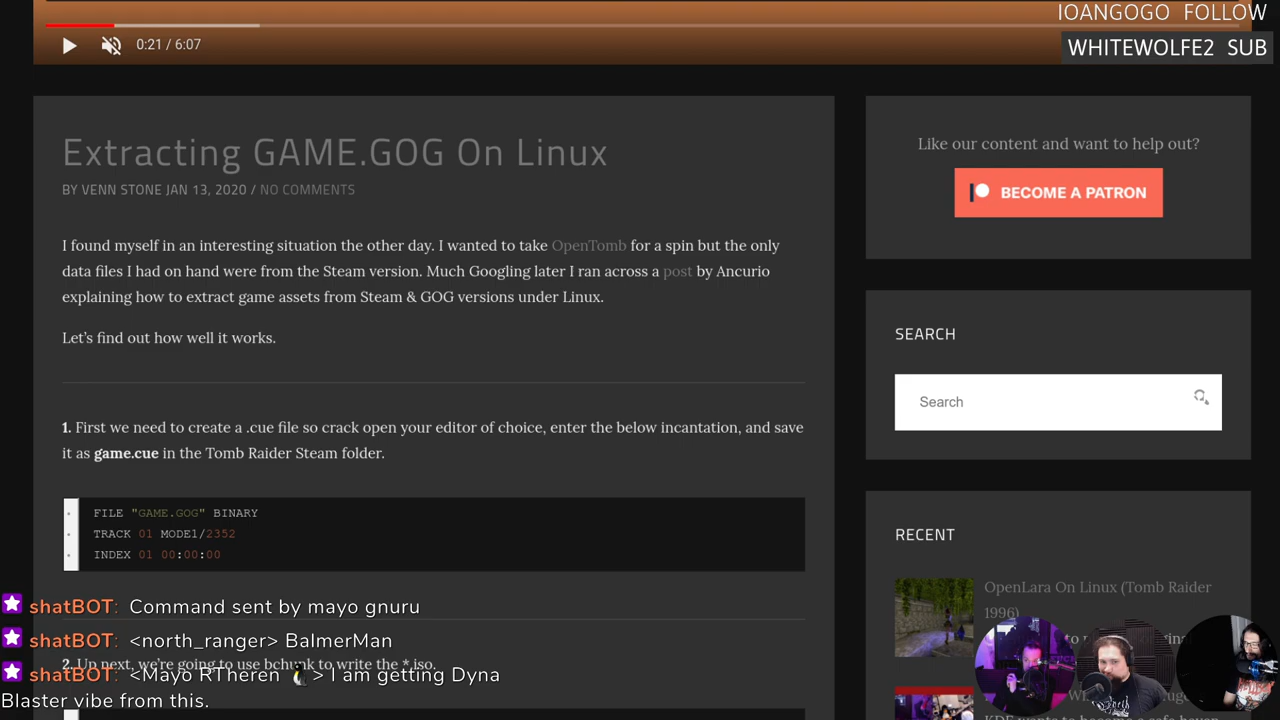 IOANGOGO FOLLOW
0:21 / 6:07
WHITEWOLFE2 SUB
Extracting GAME.GOG On Linux
BY VENN STONE JAN 13, 2020 / NO COMMENTS
I found myself in an interesting situation the other day. I wanted to take OpenTomb for a spin but the only
data files I had on hand were from the Steam version. Much Googling later I ran across a post by Ancurio
explaining how to extract game assets from Steam & GOG versions under Linux.
Let's find out how well it works.
1. First we need to create a .cue file so crack open your editor of choice, enter the below incantation, and save
it as game.cue in the Tomb Raider Steam folder.
FILE "GAME.GOG" BINARY
TRACK 01 MODE1/2352
INDEX 01 00:00:00
2. Up next, we're going to use bchunk to write the *.iso.
Like our content and want to help out?
BECOME A PATRON
SEARCH
Search
RECENT
OpenLara On Linux (Tomb Raider
1996)
shatBOT: Command sent by mayo gnuru
shatBOT: <north_ranger> BalmerMan
shatBOT: <Mayo RTheren 🐧> I am getting Dyna
Blaster vibe from this.